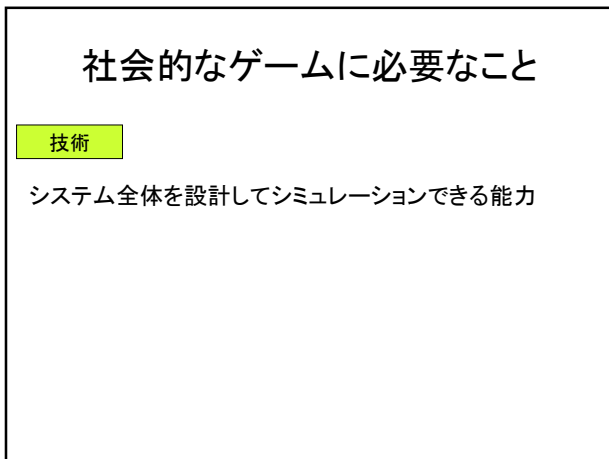 社会的なゲームに必要なこと
技術
システム全体を設計してシミュレーションできる能力